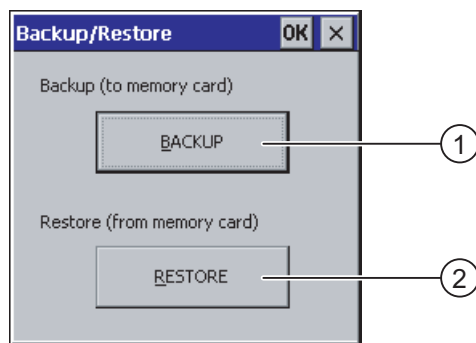 Backup/Restore OK ×
Backup (to memory card)
BACKUP 1
Restore (from memory card)
RESTORE 2